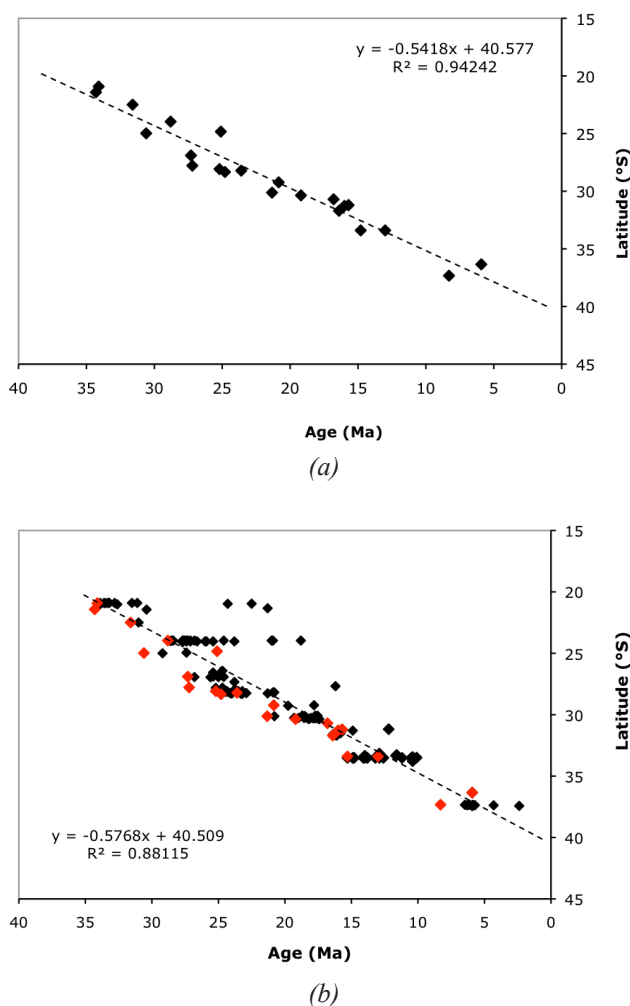 y = -0.5418x + 40.577
R² = 0.94242
15
20
25
30
35
40
45
Latitude (°S)
40 35 30 25 20 15 10 5 0
Age (Ma)
(a)
15
20
25
30
35
40
45
Latitude (°S)
y = -0.5768x + 40.509
R² = 0.88115
40 35 30 25 20 15 10 5 0
Age (Ma)
(b)